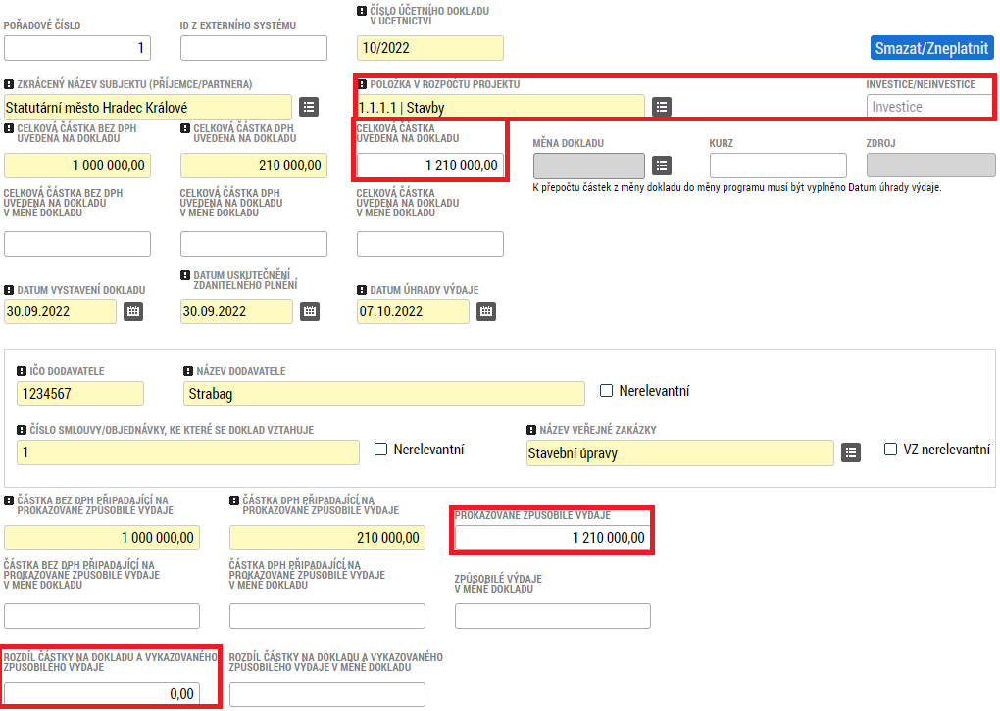 POŘADOVÉ ČÍSLO
1
ID Z EXTERNÍHO SYSTÉMU
ČÍSLO ÚČETNÍHO DOKLADU
V ÚČETNICTVÍ
10/2022
Smazat/Zneplatnit
ZKRÁCENÝ NÁZEV SUBJEKTU (PŘÍJEMCE/PARTNERA)
Statutární město Hradec Králové
POLOŽKA V ROZPOČTU PROJEKTU
1.1.1.1 | Stavby
INVESTICE/NEINVESTICE
Investice
CELKOVÁ ČÁSTKA BEZ DPH
UVEDENÁ NA DOKLADU
1 000 000,00
CELKOVÁ ČÁSTKA DPH
UVEDENÁ NA DOKLADU
210 000,00
CELKOVÁ ČÁSTKA
UVEDENÁ NA DOKLADU
1 210 000,00
MĚNA DOKLADU
KURZ
ZDROJ
K přepočtu částek z měny dokladu do měny programu musí být vyplněno Datum úhrady výdaje.
CELKOVÁ ČÁSTKA BEZ DPH
UVEDENÁ NA DOKLADU
V MĚNĚ DOKLADU
CELKOVÁ ČÁSTKA DPH
UVEDENÁ NA DOKLADU
V MĚNĚ DOKLADU
CELKOVÁ ČÁSTKA
UVEDENÁ NA DOKLADU
V MĚNĚ DOKLADU
DATUM VYSTAVENÍ DOKLADU
30.09.2022
DATUM USKUTEČNĚNÍ
ZDANITELNÉHO PLNĚNÍ
30.09.2022
DATUM ÚHRADY VÝDAJE
07.10.2022
IČO DODAVATELE
1234567
NÁZEV DODAVATELE
Strabag
Nerelevantní
ČÍSLO SMLOUVY/OBJEDNÁVKY, KE KTERÉ SE DOKLAD VZTAHUJE
1
Nerelevantní
NÁZEV VEŘEJNÉ ZAKÁZKY
Stavební úpravy
VZ nerelevantní
ČÁSTKA BEZ DPH PŘIPADAJÍCÍ NA
PROKAZOVANÉ ZPŮSOBILÉ VÝDAJE
1 000 000,00
ČÁSTKA DPH PŘIPADAJÍCÍ NA
PROKAZOVANÉ ZPŮSOBILÉ VÝDAJE
210 000,00
PROKAZOVANÉ ZPŮSOBILÉ VÝDAJE
1 210 000,00
ČÁSTKA BEZ DPH PŘIPADAJÍCÍ NA
PROKAZOVANÉ ZPŮSOBILÉ VÝDAJE
V MĚNĚ DOKLADU
ČÁSTKA DPH PŘIPADAJÍCÍ NA
PROKAZOVANÉ ZPŮSOBILÉ VÝDAJE
V MĚNĚ DOKLADU
ZPŮSOBILÉ VÝDAJE
V MĚNĚ DOKLADU
ROZDÍL ČÁSTKY NA DOKLADU A VYKAZOVANÉHO
ZPŮSOBILÉHO VÝDAJE
0,00
ROZDÍL ČÁSTKY NA DOKLADU A VYKAZOVANÉHO
ZPŮSOBILÉHO VÝDAJE V MĚNĚ DOKLADU